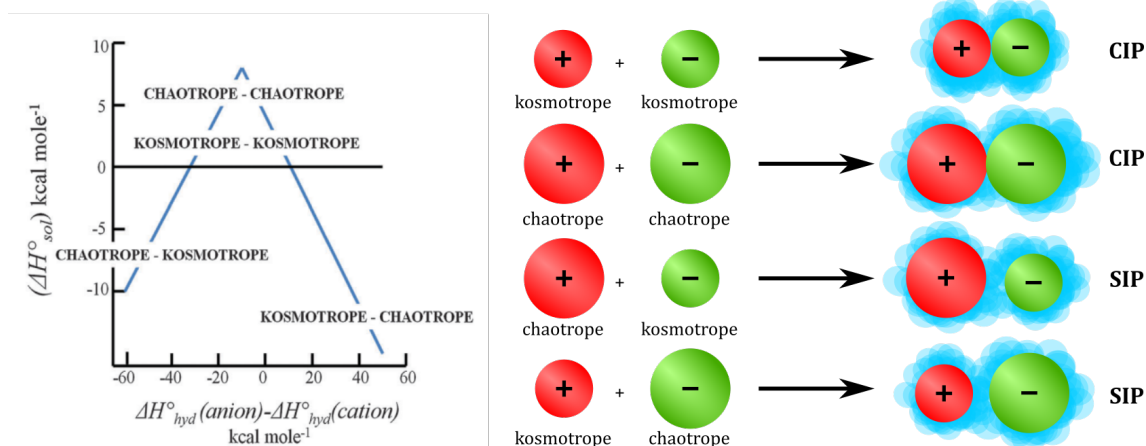 10
5
0
-5
-10
(ΔH°sol) kcal mole-1
CHAOTROPE - CHAOTROPE
KOSMOTROPE - KOSMOTROPE
CHAOTROPE - KOSMOTROPE
KOSMOTROPE - CHAOTROPE
-60 -40 -20 0 20 40 60
ΔH°hyd (anion)-ΔH°hyd(cation)
kcal mole-1
+ + − + − CIP
kosmotrope kosmotrope
+ + − + − CIP
chaotrope chaotrope
+ + − + − SIP
chaotrope kosmotrope
+ + − + − SIP
kosmotrope chaotrope